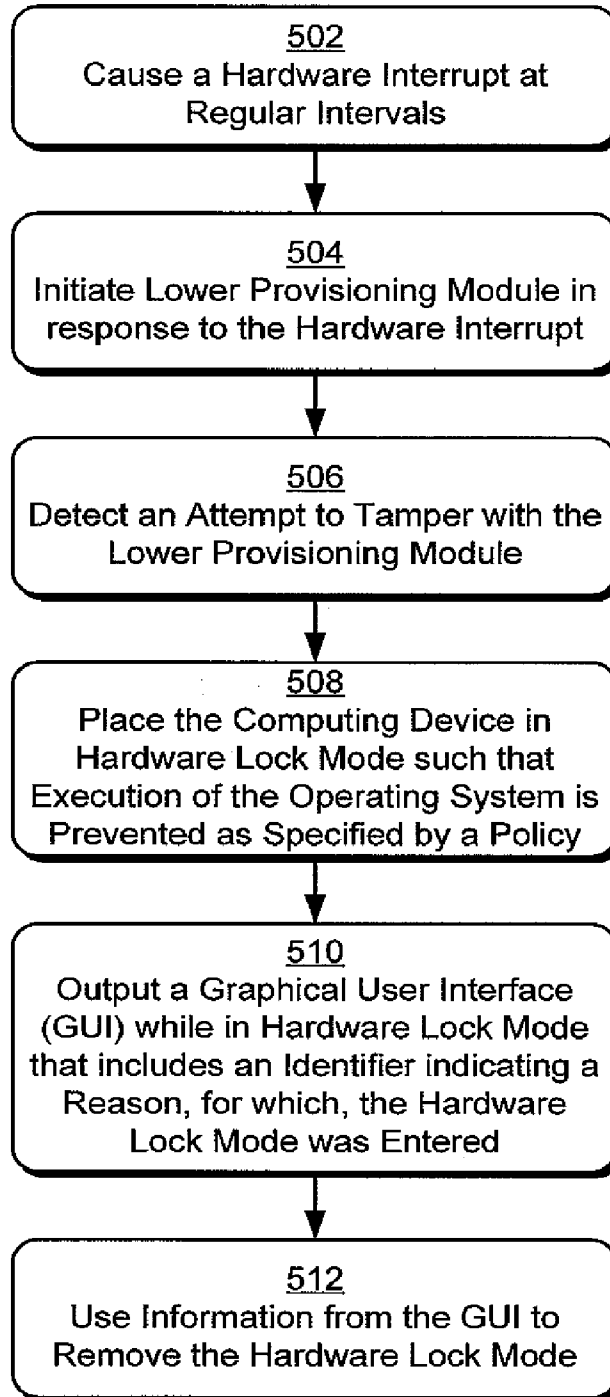 502
Cause a Hardware Interrupt at
Regular Intervals
504
Initiate Lower Provisioning Module in
response to the Hardware Interrupt
506
Detect an Attempt to Tamper with the
Lower Provisioning Module
508
Place the Computing Device in
Hardware Lock Mode such that
Execution of the Operating System is
Prevented as Specified by a Policy
510
Output a Graphical User Interface
(GUI) while in Hardware Lock Mode
that includes an Identifier indicating a
Reason, for which, the Hardware
Lock Mode was Entered
512
Use Information from the GUI to
Remove the Hardware Lock Mode